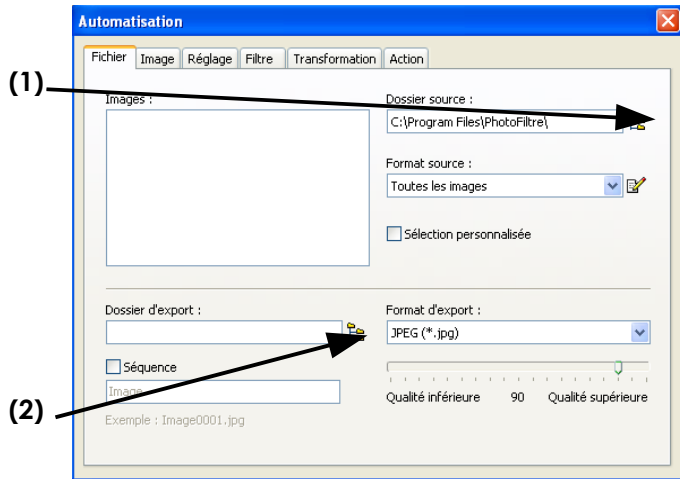 Automatisation
Fichier Image Réglage Filtre Transformation Action
(1)
Images :
Dossier source :
C:\Program Files\PhotoFiltre\
Format source :
Toutes les images
Sélection personnalisée
Dossier d'export :
Format d'export :
JPEG (*.jpg)
Séquence
Image
Qualité inférieure 90 Qualité supérieure
(2)
Exemple : Image0001.jpg